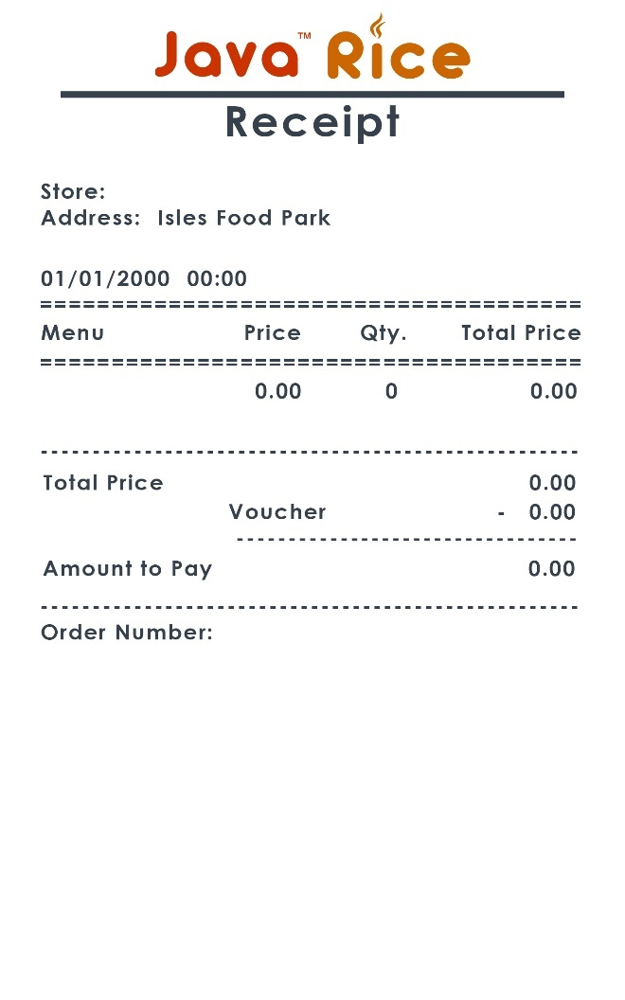 Java™ Rice
Receipt
Store:
Address: Isles Food Park
01/01/2000 00:00
======================================
Menu Price Qty. Total Price
======================================
0.00 0 0.00
----------------------------------------------------
Total Price 0.00
Voucher - 0.00
---------------------------------
Amount to Pay 0.00
----------------------------------------------------
Order Number: